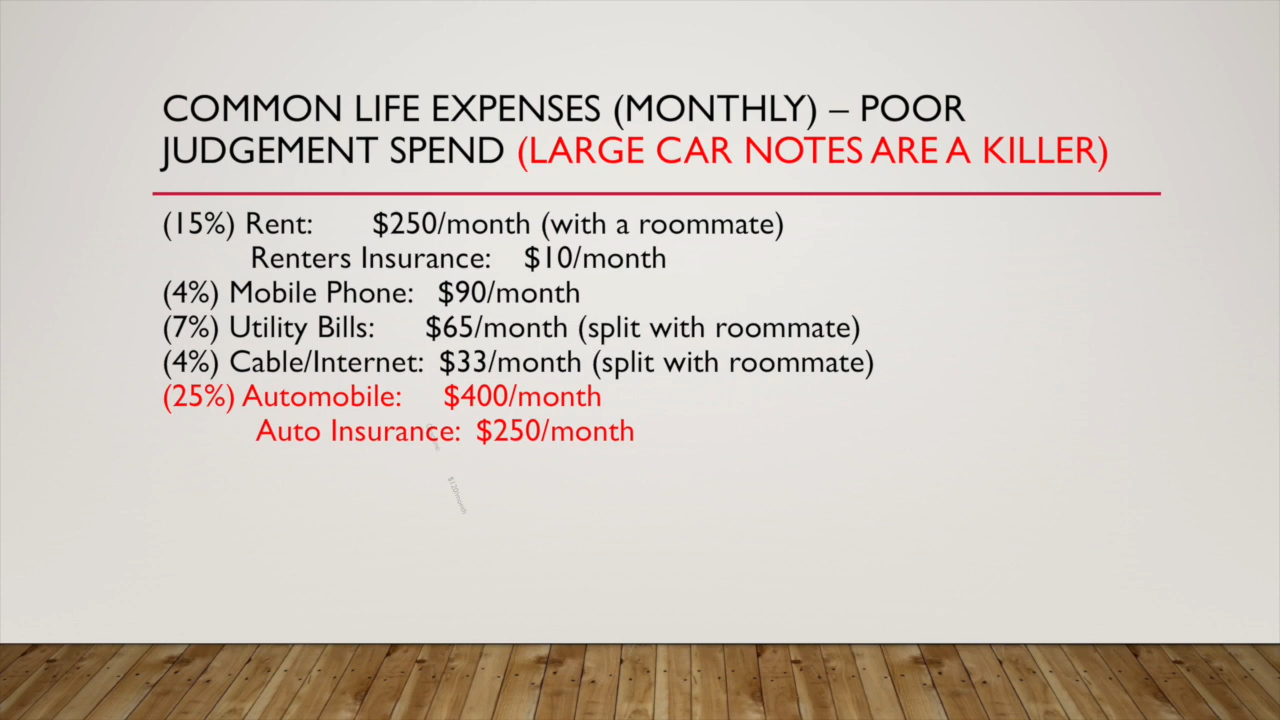 COMMON LIFE EXPENSES (MONTHLY) – POOR
JUDGEMENT SPEND (LARGE CAR NOTES ARE A KILLER)
(15%) Rent: $250/month (with a roommate)
Renters Insurance: $10/month
(4%) Mobile Phone: $90/month
(7%) Utility Bills: $65/month (split with roommate)
(4%) Cable/Internet: $33/month (split with roommate)
(25%) Automobile: $400/month
Auto Insurance: $250/month
$120/month